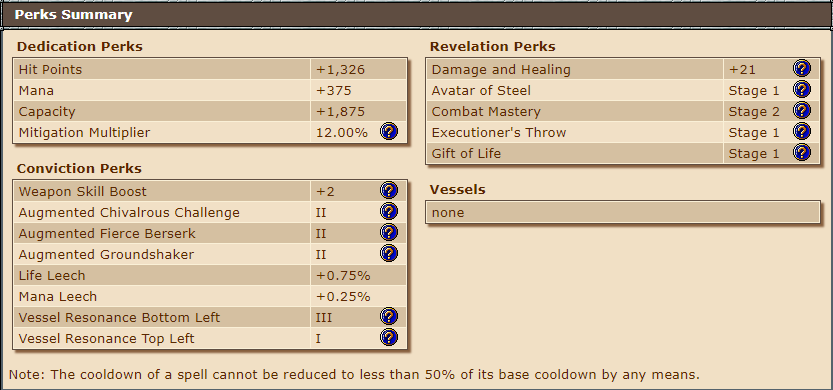 Perks Summary
Dedication Perks
Hit Points +1,326
Mana +375
Capacity +1,875
Mitigation Multiplier 12.00% ?
Conviction Perks
Weapon Skill Boost +2 ?
Augmented Chivalrous Challenge II ?
Augmented Fierce Berserk II ?
Augmented Groundshaker II ?
Life Leech +0.75%
Mana Leech +0.25%
Vessel Resonance Bottom Left III ?
Vessel Resonance Top Left I ?
Revelation Perks
Damage and Healing +21 ?
Avatar of Steel Stage 1 ?
Combat Mastery Stage 2 ?
Executioner's Throw Stage 1 ?
Gift of Life Stage 1 ?
Vessels
none
Note: The cooldown of a spell cannot be reduced to less than 50% of its base cooldown by any means.